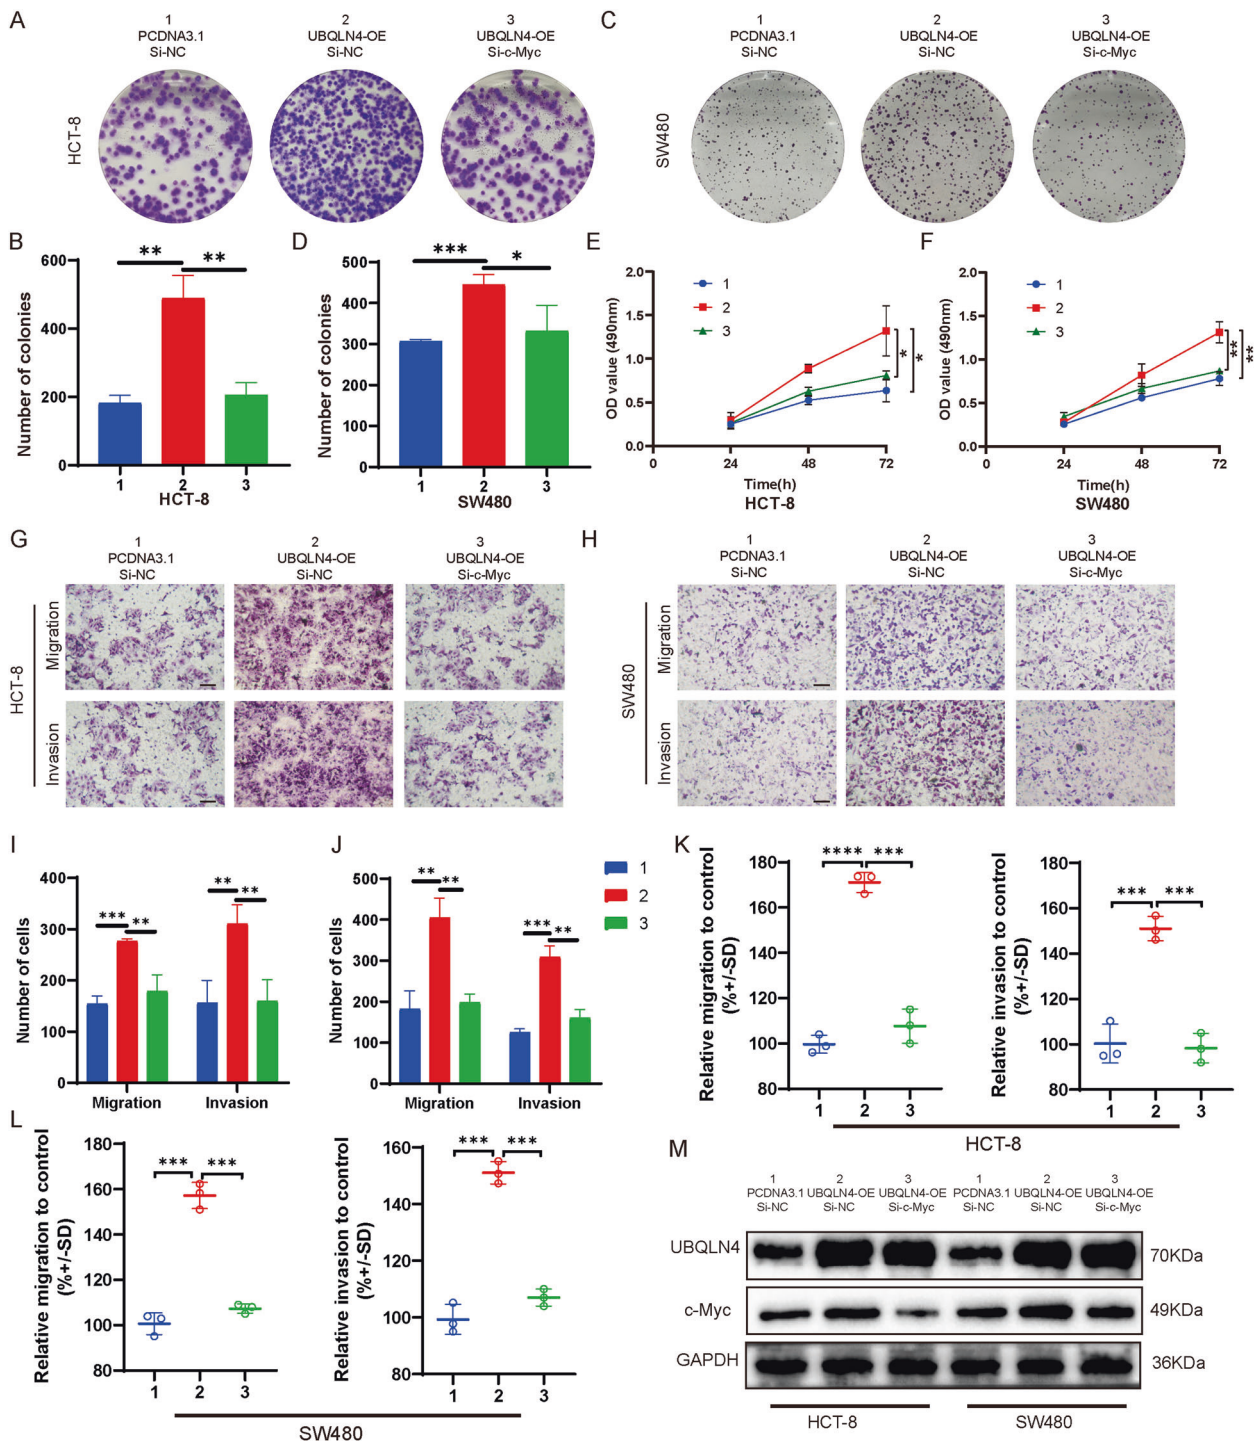 A
1
PCDNA3.1
Si-NC
2
UBQLN4-OE
Si-NC
3
UBQLN4-OE
Si-c-Myc
HCT-8
C
1
PCDNA3.1
Si-NC
2
UBQLN4-OE
Si-NC
3
UBQLN4-OE
Si-c-Myc
SW480
B
Number of colonies
600
400
200
0
** **
1 2 3
HCT-8
D
Number of colonies
500
400
300
200
100
0
*** *
1 2 3
SW480
E
OD value (490nm)
2.0
1.5
1.0
0.5
0.0
1
2
3
* *
0 24 48 72
Time(h)
HCT-8
F
OD value (490nm)
2.0
1.5
1.0
0.5
0.0
1
2
3
** **
0 24 48 72
Time(h)
SW480
G
1
PCDNA3.1
Si-NC
2
UBQLN4-OE
Si-NC
3
UBQLN4-OE
Si-c-Myc
HCT-8
Migration
Invasion
H
1
PCDNA3.1
Si-NC
2
UBQLN4-OE
Si-NC
3
UBQLN4-OE
Si-c-Myc
SW480
Migration
Invasion
I
Number of cells
400
300
200
100
0
*** ** ** **
Migration Invasion
J
Number of cells
500
400
300
200
100
0
** ** *** **
Migration Invasion
1
2
3
K
Relative migration to control
(%+/-SD)
180
160
140
120
100
80
**** ***
1 2 3
Relative invasion to control
(%+/-SD)
180
160
140
120
100
80
*** ***
1 2 3
HCT-8
L
Relative migration to control
(%+/-SD)
180
160
140
120
100
80
*** ***
1 2 3
Relative invasion to control
(%+/-SD)
160
140
120
100
80
*** ***
1 2 3
SW480
M
1 2 3 1 2 3
PCDNA3.1 UBQLN4-OE UBQLN4-OE PCDNA3.1 UBQLN4-OE UBQLN4-OE
Si-NC Si-NC Si-c-Myc Si-NC Si-NC Si-c-Myc
UBQLN4 70KDa
c-Myc 49KDa
GAPDH 36KDa
HCT-8 SW480